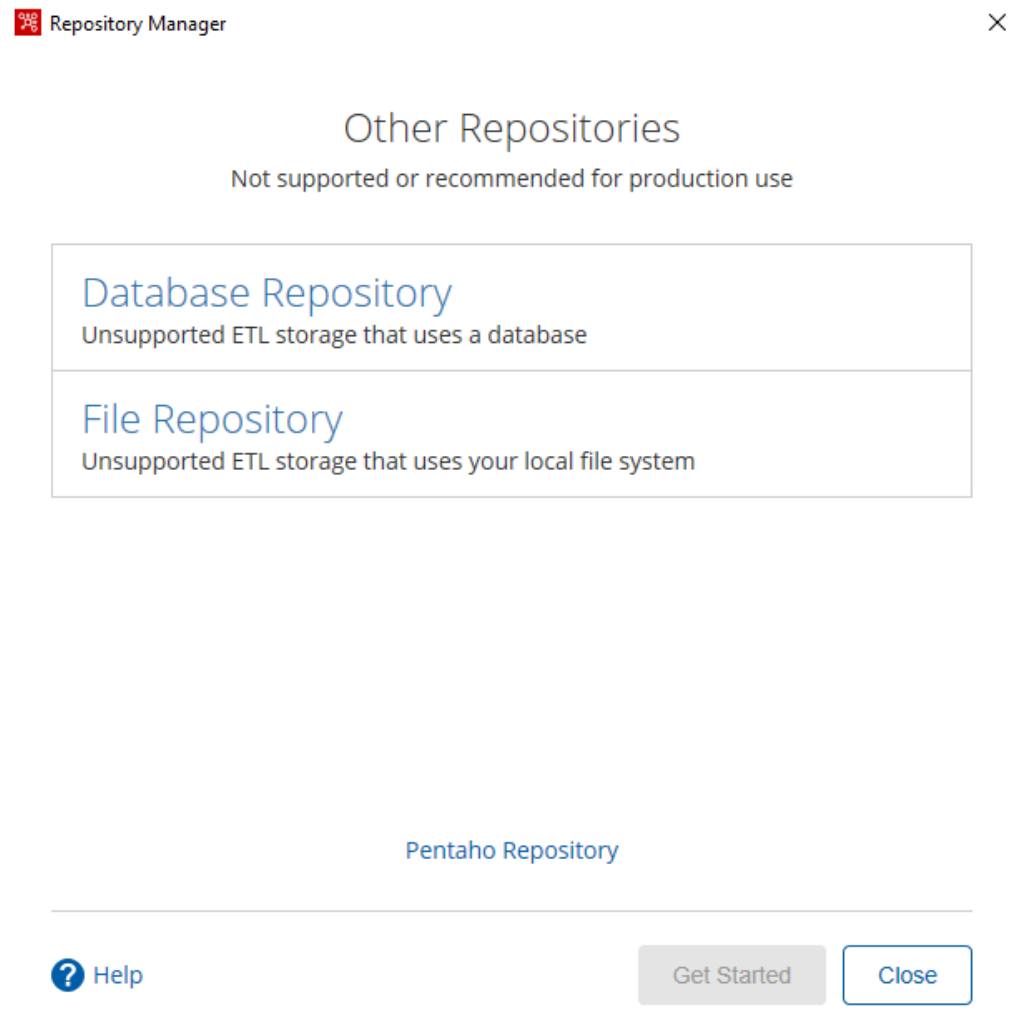 Repository Manager
Other Repositories
Not supported or recommended for production use
Database Repository
Unsupported ETL storage that uses a database
File Repository
Unsupported ETL storage that uses your local file system
Pentaho Repository
? Help
Get Started
Close